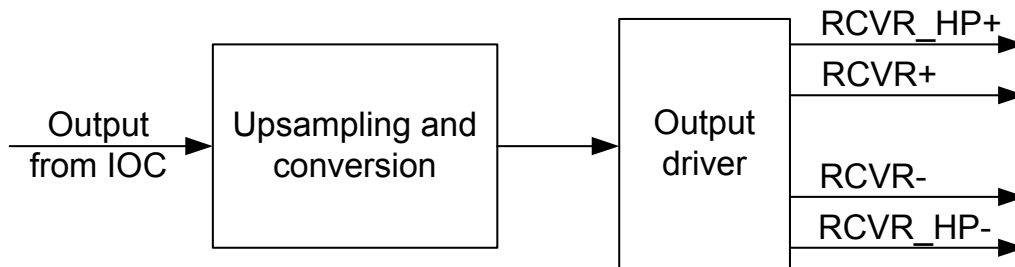 Output
from IOC
Upsampling and
conversion
Output
driver
RCVR_HP+
RCVR+
RCVR-
RCVR_HP-